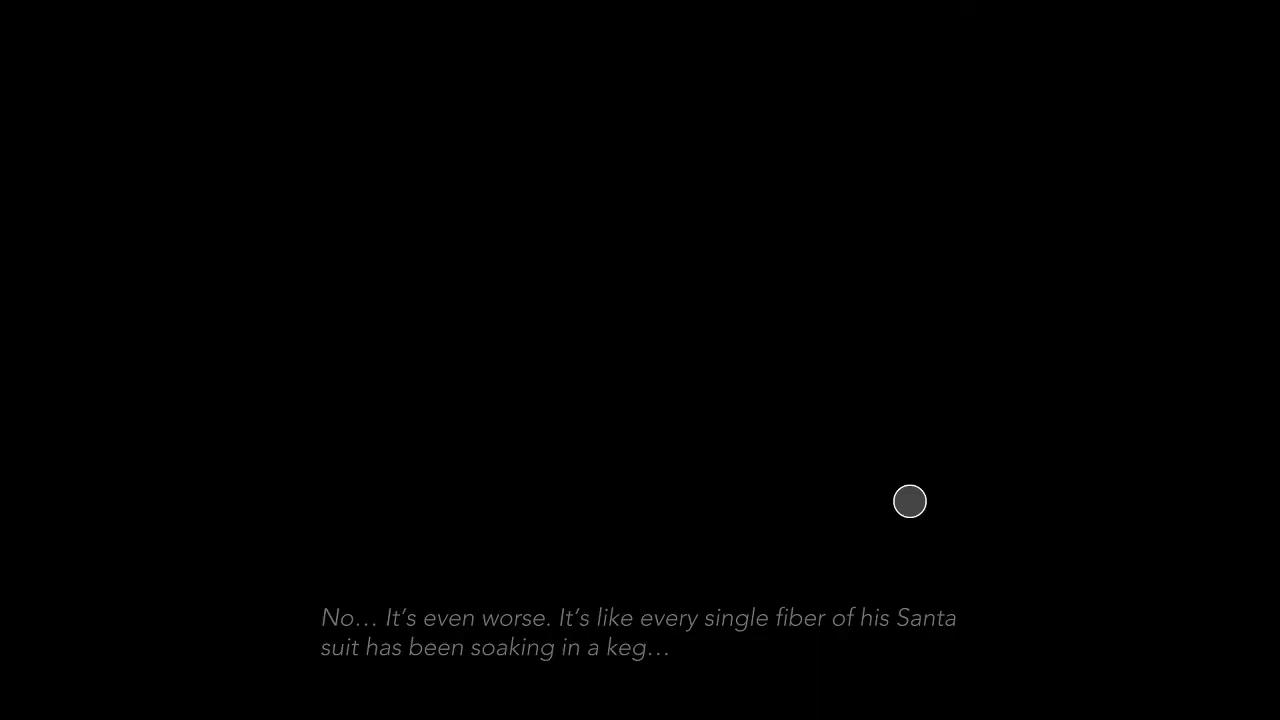 No… It’s even worse. It’s like every single fiber of his Santa
suit has been soaking in a keg…